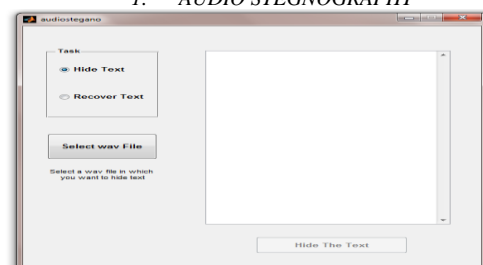 1. AUDIO STEGNOGRAPHY
audiostegano
Task
Hide Text
Recover Text
Select wav File
Select a wav file in which
you want to hide text
Hide The Text